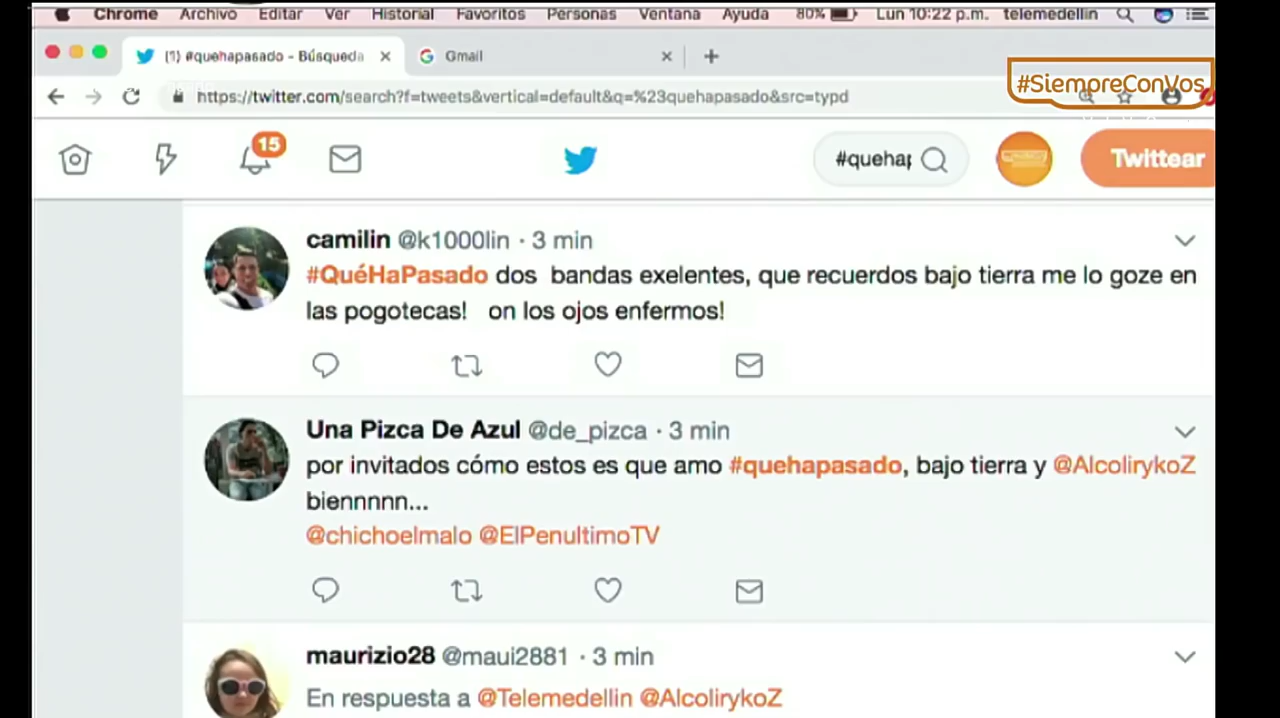 Chrome Archivo Editar Ver Historial Favoritos Personas Ventana Ayuda 80% Lun 10:22 p.m. telemedellin
(1) #quehapasado - Búsqueda Gmail
#SiempreConVos
https://twitter.com/search?f=tweets&vertical=default&q=%23quehapasado&src=typd
15
#quehap
Twittear
camilin @k1000lin · 3 min
#QuéHaPasado dos bandas exelentes, que recuerdos bajo tierra me lo goze en
las pogotecas! on los ojos enfermos!
Una Pizca De Azul @de_pizca · 3 min
por invitados cómo estos es que amo #quehapasado, bajo tierra y @AlcolirykoZ
biennnnn...
@chichoelmalo @ElPenultimoTV
maurizio28 @maui2881 · 3 min
En respuesta a @Telemedellin @AlcolirykoZ